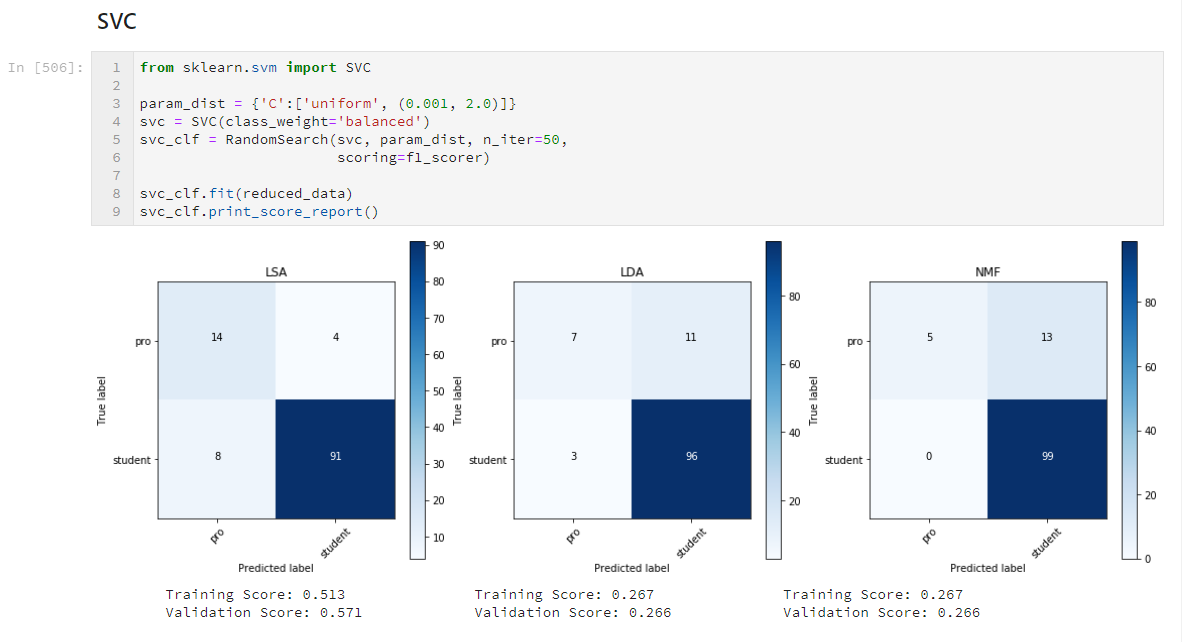 SVC
In [506]:
1 from sklearn.svm import SVC
2
3 param_dist = {'C':['uniform', (0.001, 2.0)]}
4 svc = SVC(class_weight='balanced')
5 svc_clf = RandomSearch(svc, param_dist, n_iter=50,
6 scoring=f1_scorer)
7
8 svc_clf.fit(reduced_data)
9 svc_clf.print_score_report()
LSA
True label
pro
student
14 4
8 91
pro student
Predicted label
90
80
70
60
50
40
30
20
10
LDA
True label
pro
student
7 11
3 96
pro student
Predicted label
80
60
40
20
NMF
True label
pro
student
5 13
0 99
pro student
Predicted label
80
60
40
20
0
Training Score: 0.513 Training Score: 0.267 Training Score: 0.267
Validation Score: 0.571 Validation Score: 0.266 Validation Score: 0.266